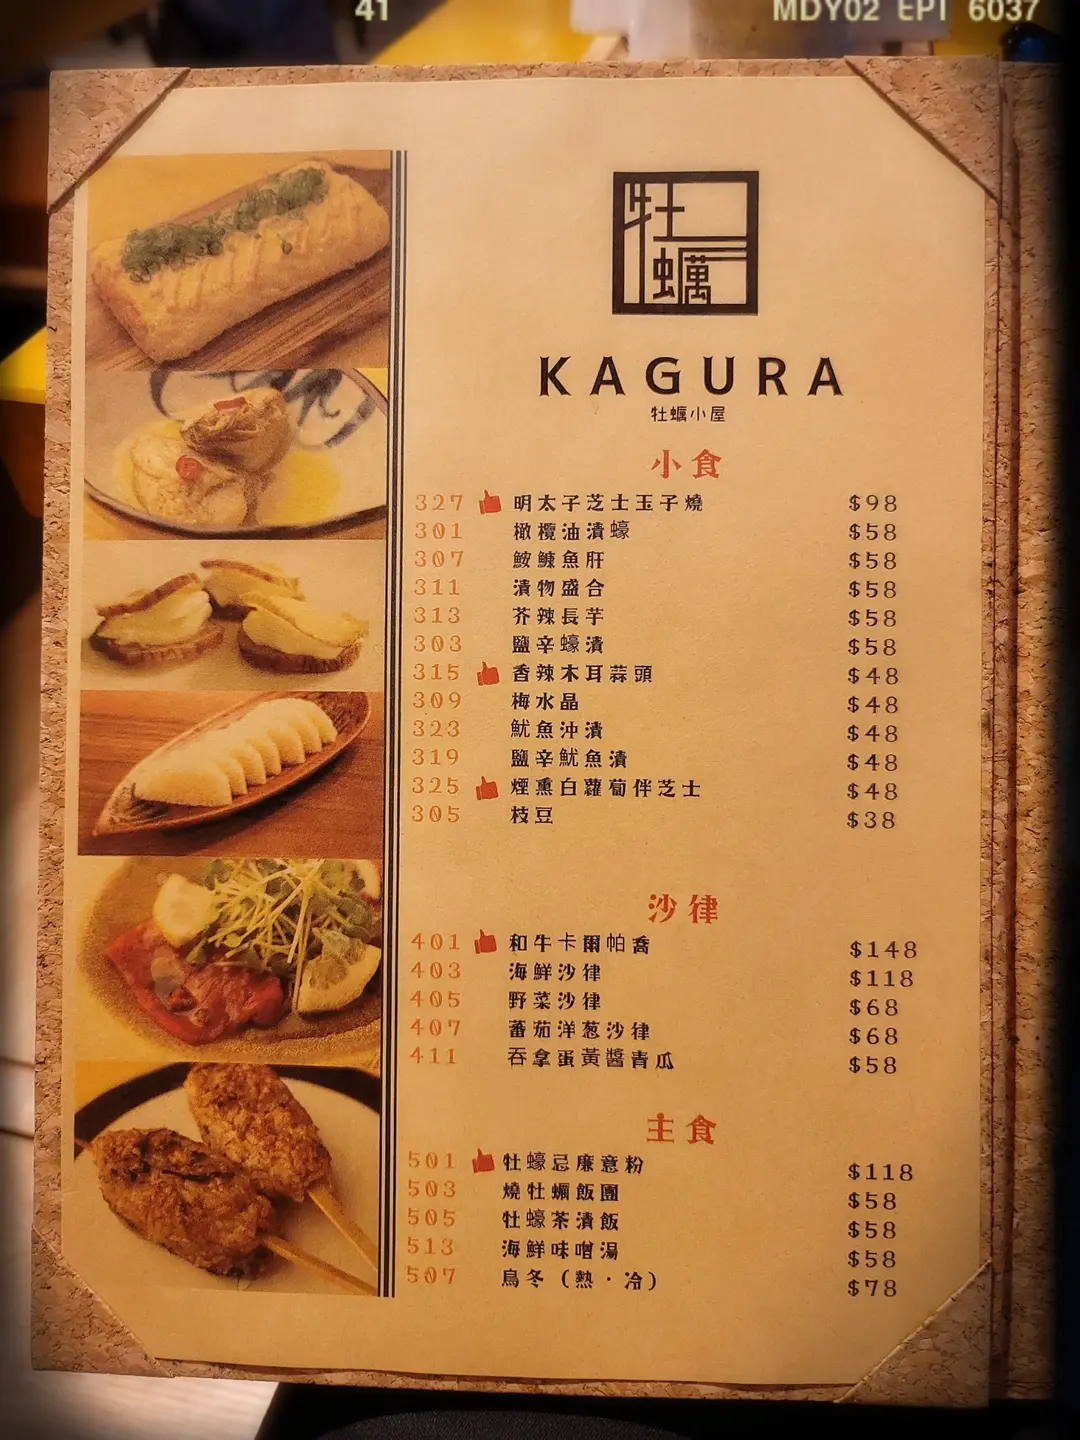 41
MDY02 EPI 6037
牡蠣
KAGURA
牡蠣小屋
小食
327 明太子芝士玉子燒 $98
301 橄欖油漬蠔 $58
307 鮟鱇魚肝 $58
311 漬物盛合 $58
313 芥辣長芋 $58
303 鹽辛蠔漬 $58
315 香辣木耳蒜頭 $48
309 梅水晶 $48
323 魷魚沖漬 $48
319 鹽辛魷魚漬 $48
325 煙熏白蘿蔔伴芝士 $48
305 枝豆 $38
沙律
401 和牛卡爾帕喬 $148
403 海鮮沙律 $118
405 野菜沙律 $68
407 蕃茄洋葱沙律 $68
411 吞拿蛋黃醬青瓜 $58
主食
501 牡蠔忌廉意粉 $118
503 燒牡蠣飯團 $58
505 牡蠔茶漬飯 $58
513 海鮮味噌湯 $58
507 烏冬 (熱·冷) $78